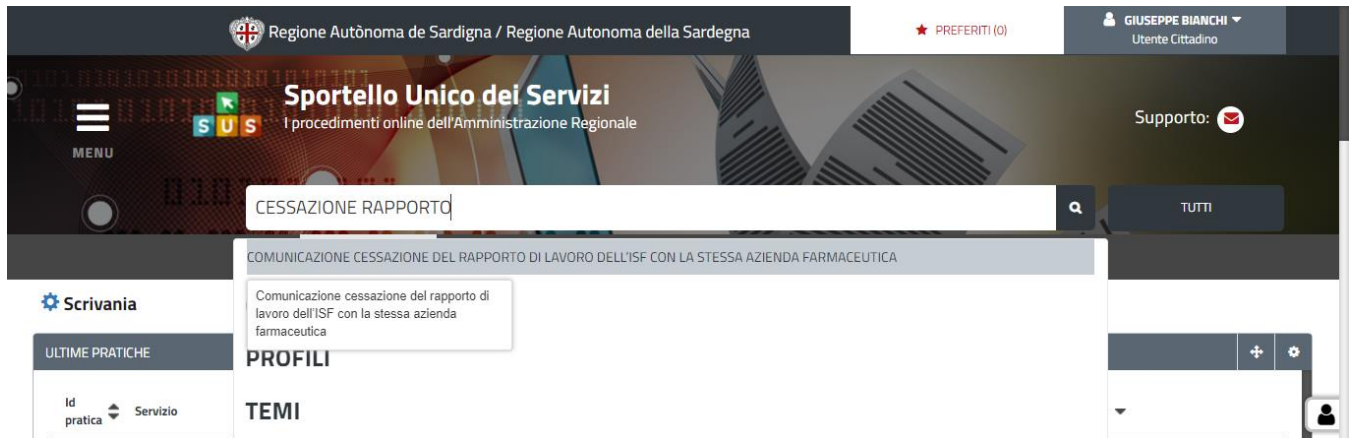 Regione Autònoma de Sardigna / Regione Autonoma della Sardegna
PREFERITI (0)
GIUSEPPE BIANCHI
Utente Cittadino
MENU
SUS
Sportello Unico dei Servizi
I procedimenti online dell'Amministrazione Regionale
Supporto:
CESSAZIONE RAPPORTO
TUTTI
COMUNICAZIONE CESSAZIONE DEL RAPPORTO DI LAVORO DELL'ISF CON LA STESSA AZIENDA FARMACEUTICA
Scrivania
Comunicazione cessazione del rapporto di
lavoro dell'ISF con la stessa azienda
farmaceutica
ULTIME PRATICHE
PROFILI
Id
pratica
Servizio
TEMI